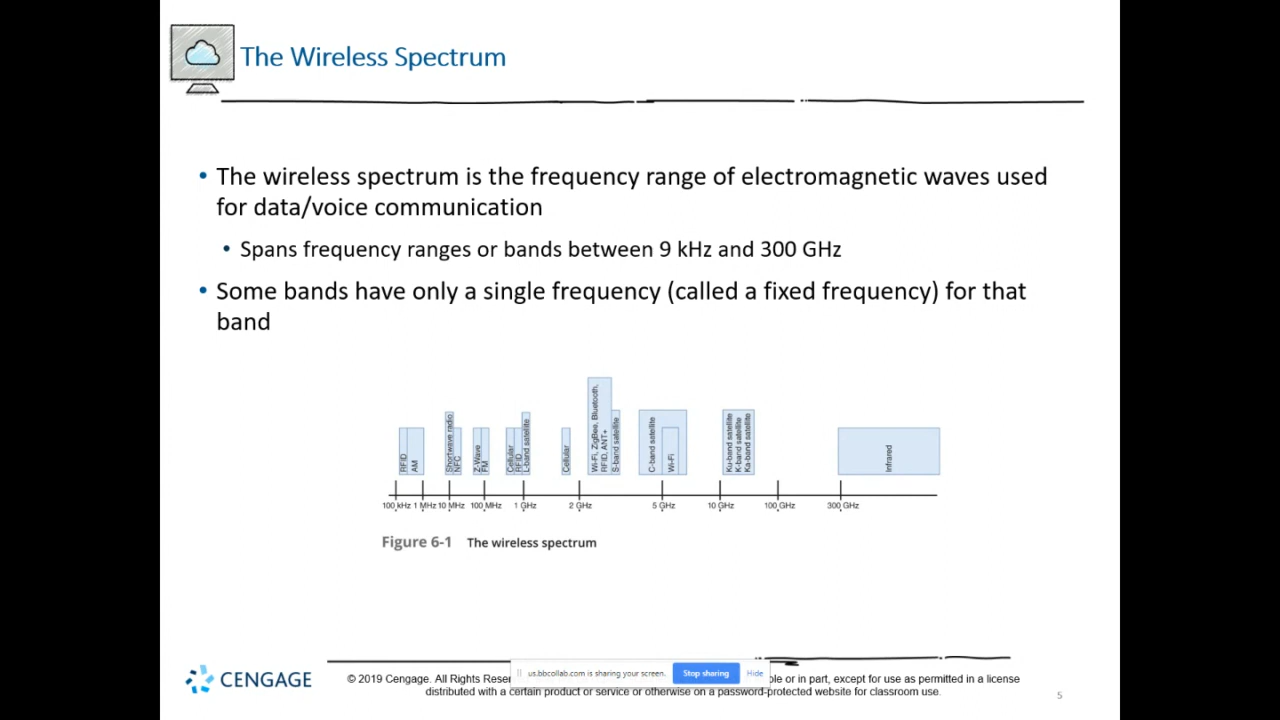 The Wireless Spectrum
• The wireless spectrum is the frequency range of electromagnetic waves used
for data/voice communication
• Spans frequency ranges or bands between 9 kHz and 300 GHz
• Some bands have only a single frequency (called a fixed frequency) for that
band
RFID
AM
Shortwave radio
NFC
Z-Wave
FM
Cellular
RFID
L-band satellite
Cellular
Wi-Fi, ZigBee, Bluetooth,
RFID, ANT+
S-band satellite
C-band satellite
Wi-Fi
Ku-band satellite
K-band satellite
Ka-band satellite
Infrared
100 kHz 1 MHz 10 MHz 100 MHz 1 GHz 2 GHz 5 GHz 10 GHz 100 GHz 300 GHz
Figure 6-1 The wireless spectrum
CENGAGE
© 2019 Cengage. All Rights Reser
us.bbcollab.com is sharing your screen. Stop sharing Hide
ole or in part, except for use as permitted in a license
distributed with a certain product or service or otherwise on a password-protected website for classroom use.
5